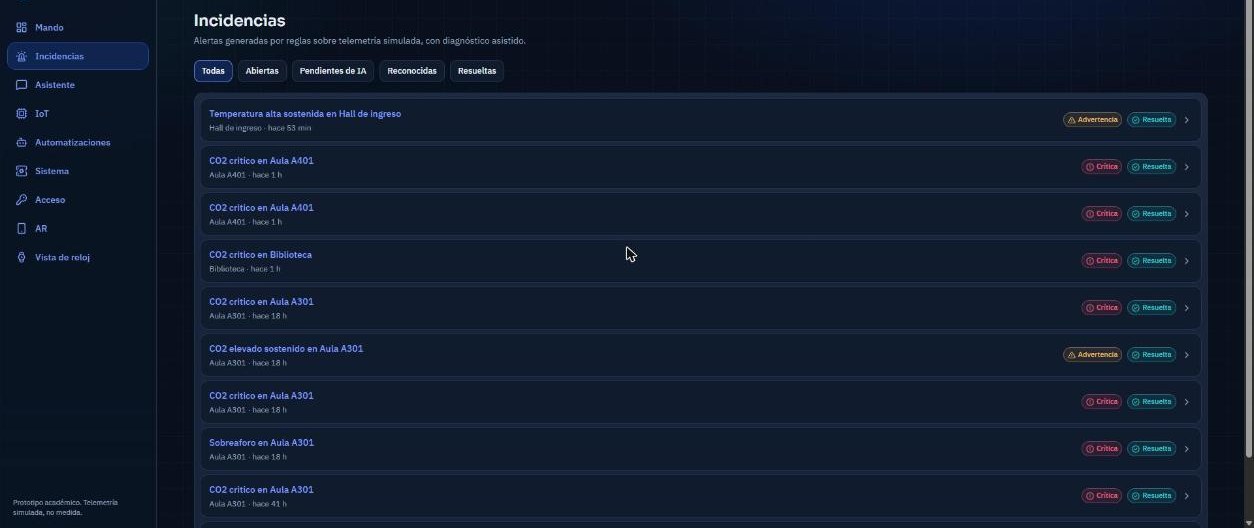 Mando
Incidencias
Asistente
IoT
Automatizaciones
Sistema
Acceso
AR
Vista de reloj
Prototipo académico. Telemetría
simulada, no medida.
Incidencias
Alertas generadas por reglas sobre telemetría simulada, con diagnóstico asistido.
Todas Abiertas Pendientes de IA Reconocidas Resueltas
Temperatura alta sostenida en Hall de ingreso
Hall de ingreso · hace 53 min
Advertencia Resuelta
CO2 critico en Aula A401
Aula A401 · hace 1 h
Crítica Resuelta
CO2 critico en Aula A401
Aula A401 · hace 1 h
Crítica Resuelta
CO2 critico en Biblioteca
Biblioteca · hace 1 h
Crítica Resuelta
CO2 critico en Aula A301
Aula A301 · hace 18 h
Crítica Resuelta
CO2 elevado sostenido en Aula A301
Aula A301 · hace 18 h
Advertencia Resuelta
CO2 critico en Aula A301
Aula A301 · hace 18 h
Crítica Resuelta
Sobreaforo en Aula A301
Aula A301 · hace 18 h
Crítica Resuelta
CO2 critico en Aula A301
Aula A301 · hace 41 h
Crítica Resuelta